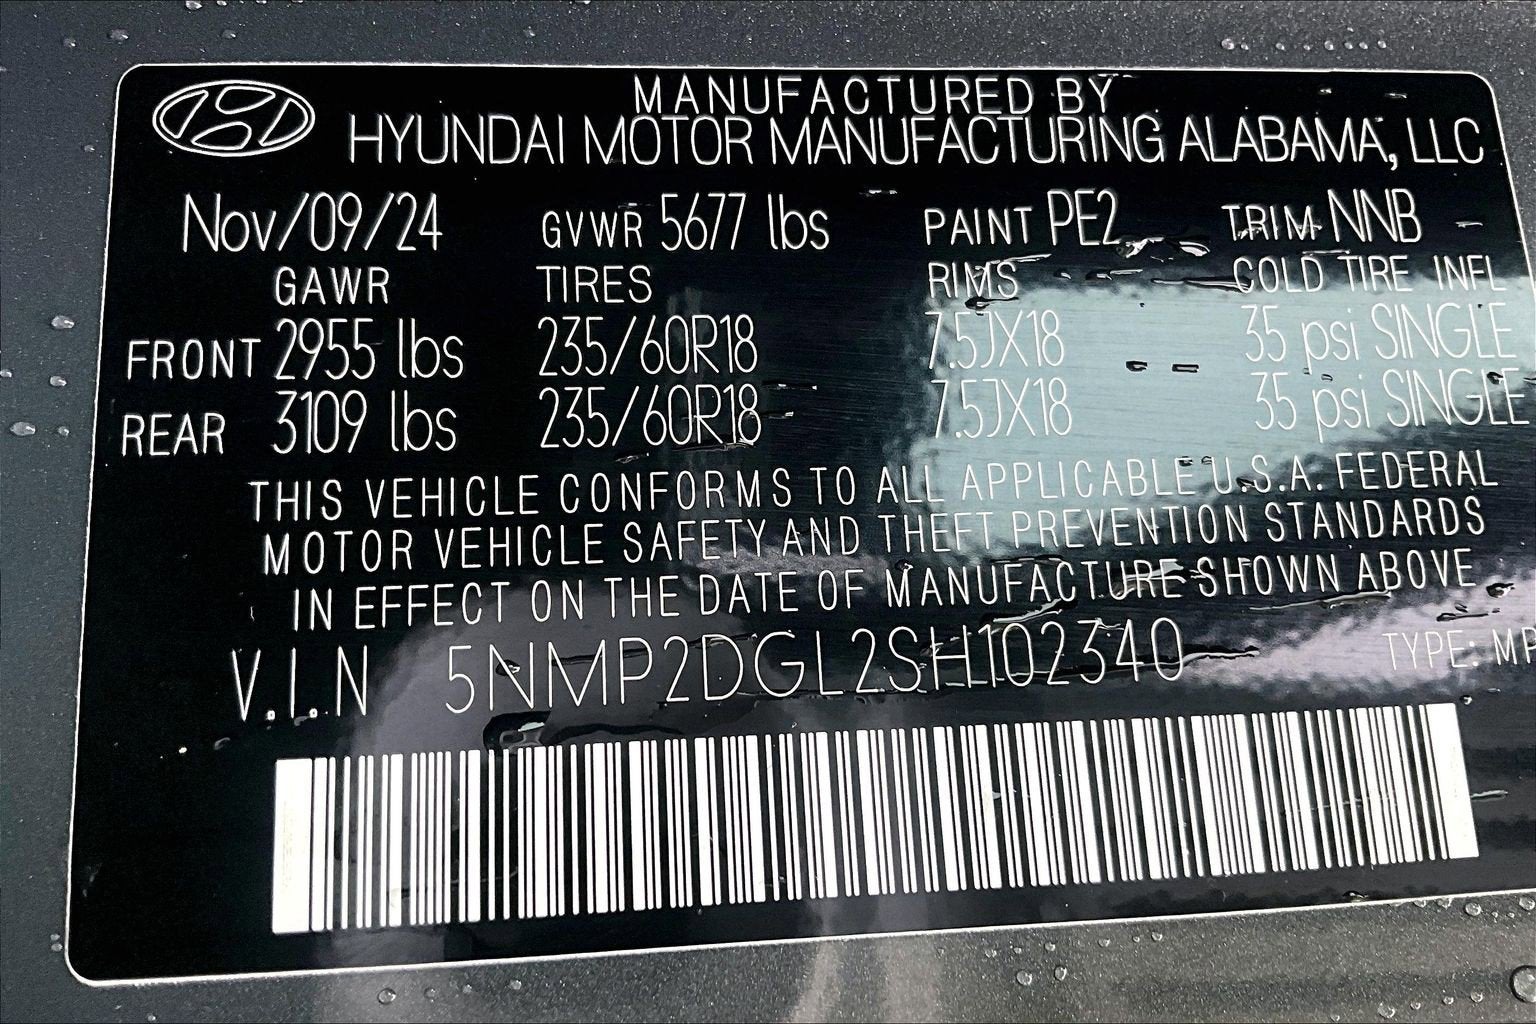 MANUFACTURED BY
HYUNDAI MOTOR MANUFACTURING ALABAMA, LLC
Nov/09/24 GVWR 5677 lbs PAINT PE2 TRIM NNB
GAWR TIRES RIMS COLD TIRE INFL
FRONT 2955 lbs 235/60R18 7.5JX18 35 psi SINGLE
REAR 3109 lbs 235/60R18 7.5JX18 35 psi SINGLE
THIS VEHICLE CONFORMS TO ALL APPLICABLE U.S.A. FEDERAL
MOTOR VEHICLE SAFETY AND THEFT PREVENTION STANDARDS
IN EFFECT ON THE DATE OF MANUFACTURE SHOWN ABOVE
V.I.N 5NMP2DGL2SH102340 TYPE: MP